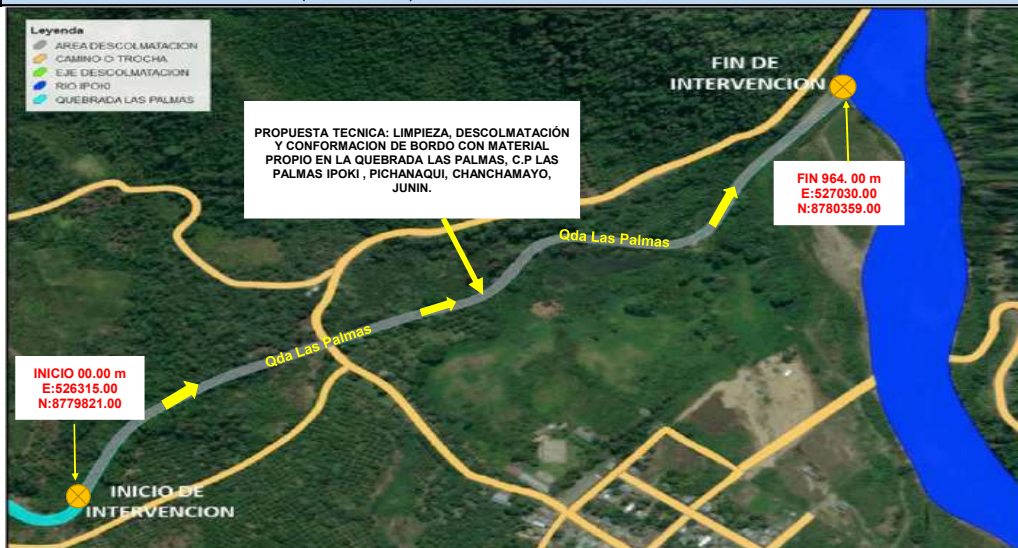 Leyenda
AREA DESCOLMATACION
CAMINO O TROCHA
EJE DESCOLMATACION
RIO IPOKI
QUEBRADA LAS PALMAS
FIN DE
INTERVENCION
PROPUESTA TECNICA: LIMPIEZA, DESCOLMATACIÓN
Y CONFORMACION DE BORDO CON MATERIAL
PROPIO EN LA QUEBRADA LAS PALMAS, C.P LAS
PALMAS IPOKI , PICHANAQUI, CHANCHAMAYO,
JUNIN.
FIN 964. 00 m
E:527030.00
N:8780359.00
Qda Las Palmas
Qda Las Palmas
INICIO 00.00 m
E:526315.00
N:8779821.00
INICIO DE
INTERVENCION